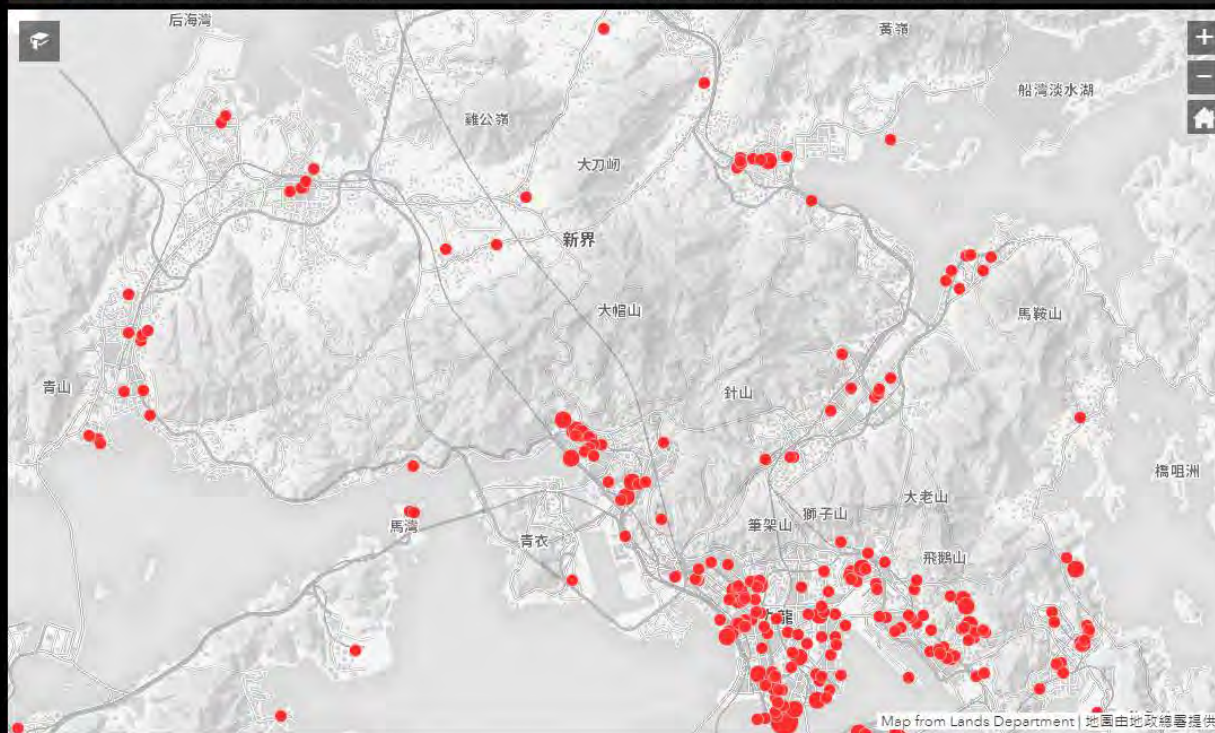 后海灣
黃嶺
船灣淡水湖
雞公嶺
大刀屻
新界
大帽山
馬鞍山
針山
青山
橋咀洲
大老山
獅子山
筆架山
馬灣
青衣
飛鵝山
龍
Map from Lands Department | 地圖由地政總署提供